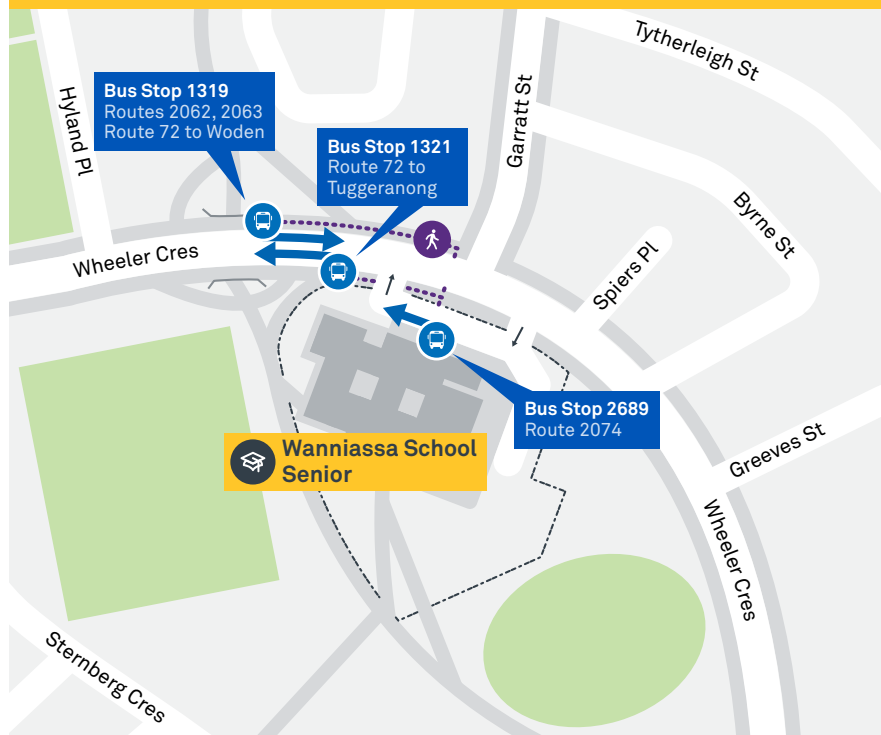 Tytherleigh St
Hyland Pl
Garratt St
Bus Stop 1319
Routes 2062, 2063
Route 72 to Woden
Bus Stop 1321
Route 72 to
Tuggeranong
Byrne St
Wheeler Cres
Spiers Pl
Bus Stop 2689
Route 2074
Wanniassa School
Senior
Greeves St
Wheeler Cres
Sternberg Cres